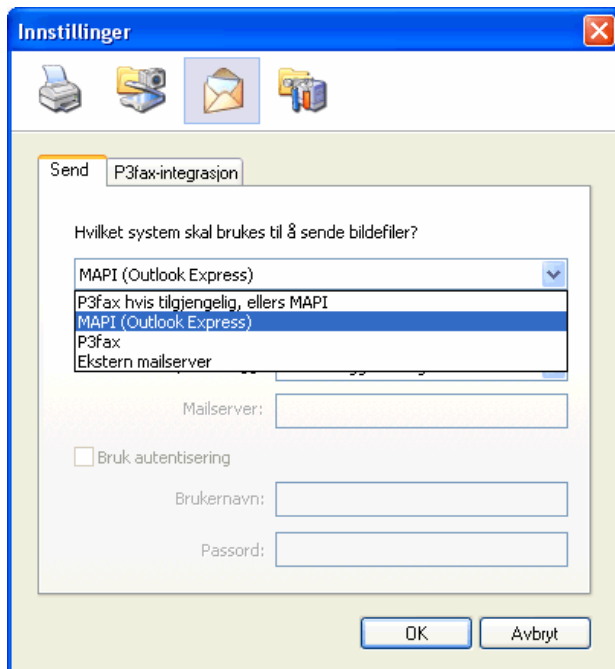 Innstillinger
Send
P3fax-integrasjon
Hvilket system skal brukes til å sende bildefiler?
MAPI (Outlook Express)
P3fax hvis tilgjengelig, ellers MAPI
MAPI (Outlook Express)
P3fax
Ekstern mailserver
Mailserver:
Bruk autentisering
Brukernavn:
Passord:
OK
Avbryt